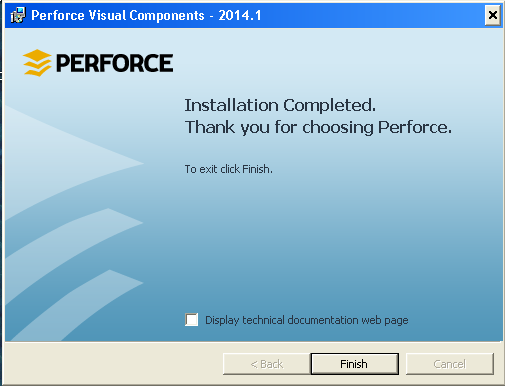 Perforce Visual Components - 2014.1
PERFORCE
Installation Completed.
Thank you for choosing Perforce.
To exit click Finish.
Display technical documentation web page
< Back
Finish
Cancel